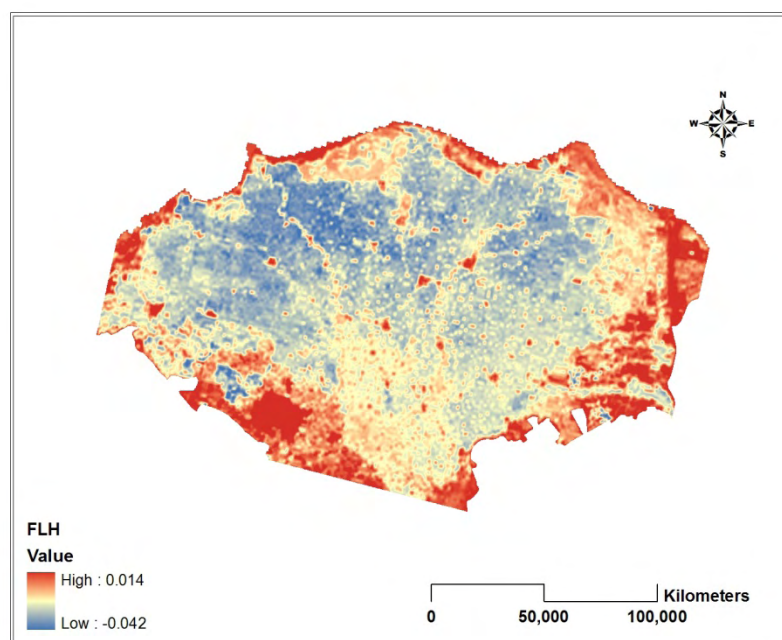 N
W E
S
FLH
Value
High : 0.014
Low : -0.042
Kilometers
0 50,000 100,000